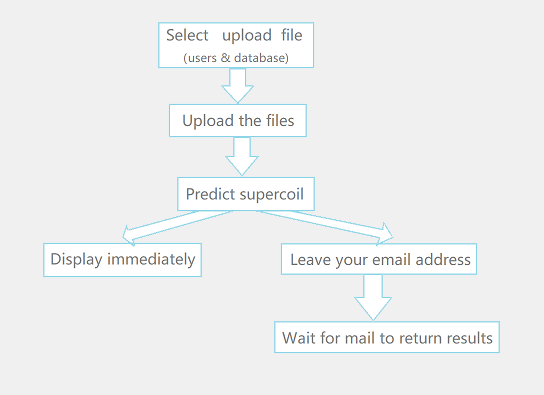 Select upload file
(users & database)
Upload the files
Predict supercoil
Display immediately
Leave your email address
Wait for mail to return results